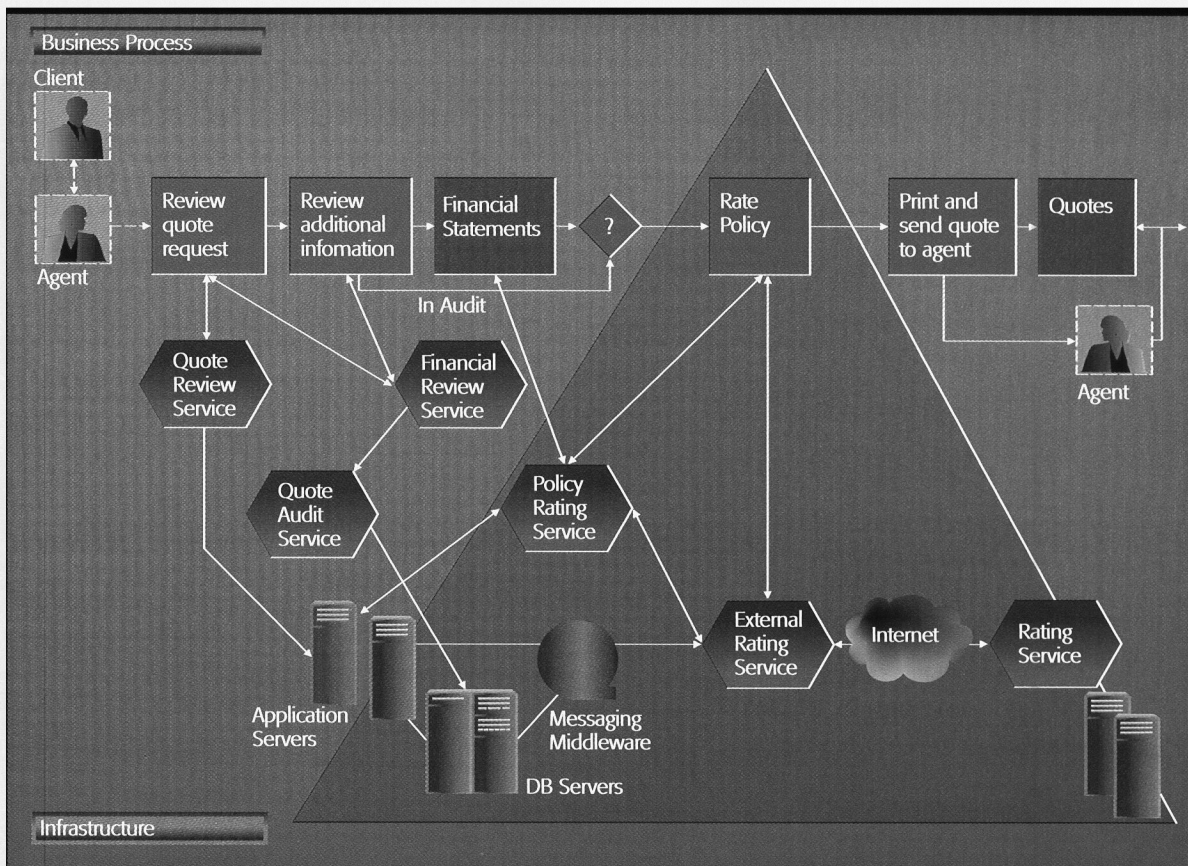 Business Process
Client
Agent
Review
quote
request
Review
additional
infomation
Financial
Statements
?
Rate
Policy
Print and
send quote
to agent
Quotes
In Audit
Agent
Quote
Review
Service
Financial
Review
Service
Quote
Audit
Service
Policy
Rating
Service
External
Rating
Service
Internet
Rating
Service
Application
Servers
Messaging
Middleware
DB Servers
Infrastructure